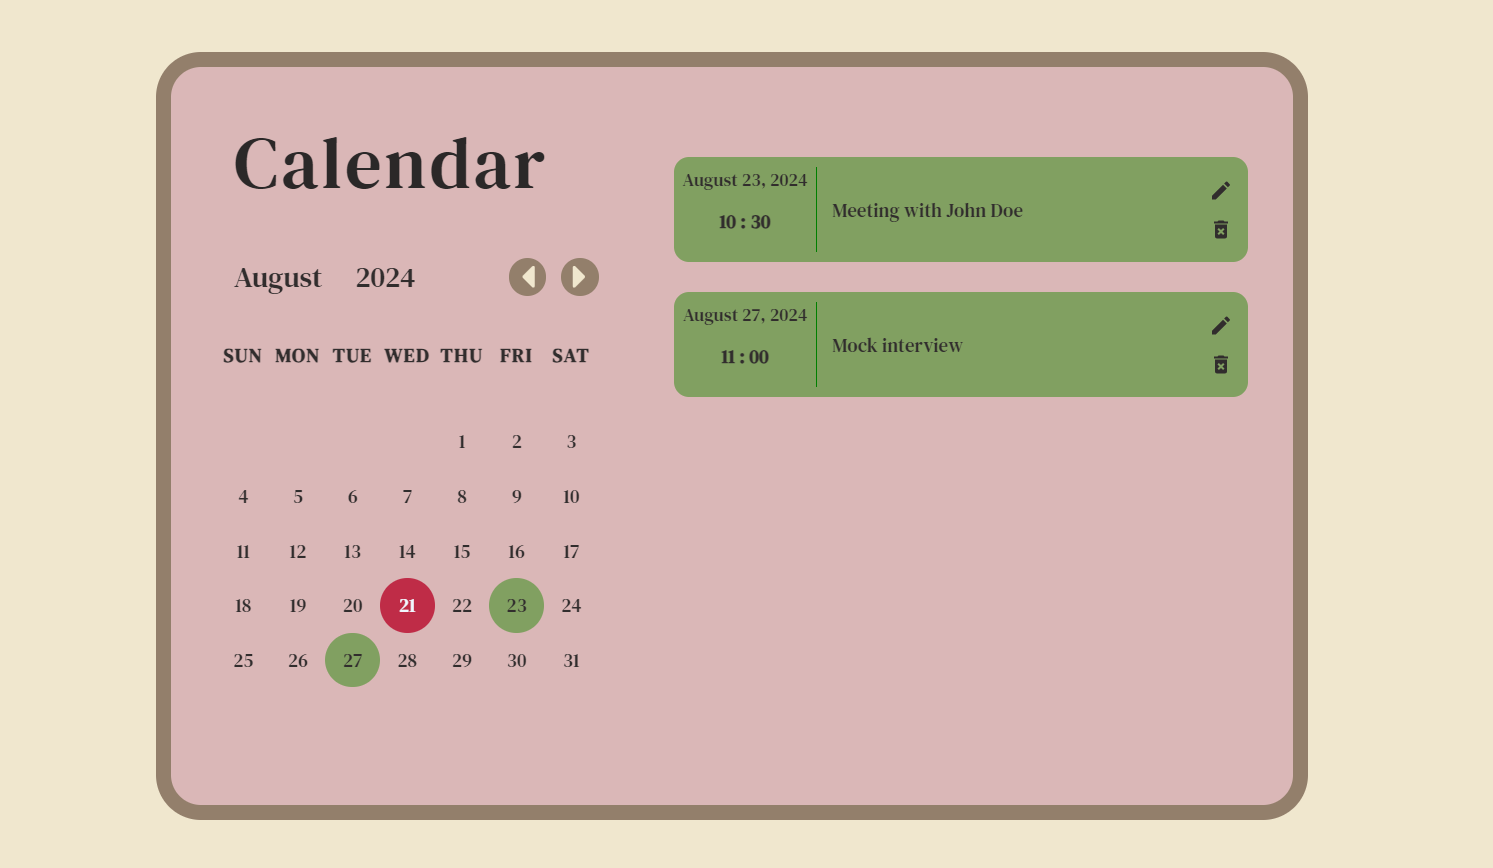 Calendar
August 2024
SUN MON TUE WED THU FRI SAT
1 2 3
4 5 6 7 8 9 10
11 12 13 14 15 16 17
18 19 20 21 22 23 24
25 26 27 28 29 30 31
August 23, 2024
10 : 30
Meeting with John Doe
August 27, 2024
11 : 00
Mock interview